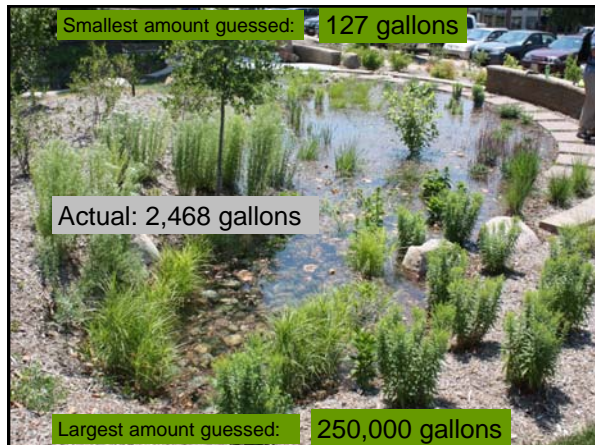 Smallest amount guessed: 127 gallons
Actual: 2,468 gallons
Largest amount guessed: 250,000 gallons